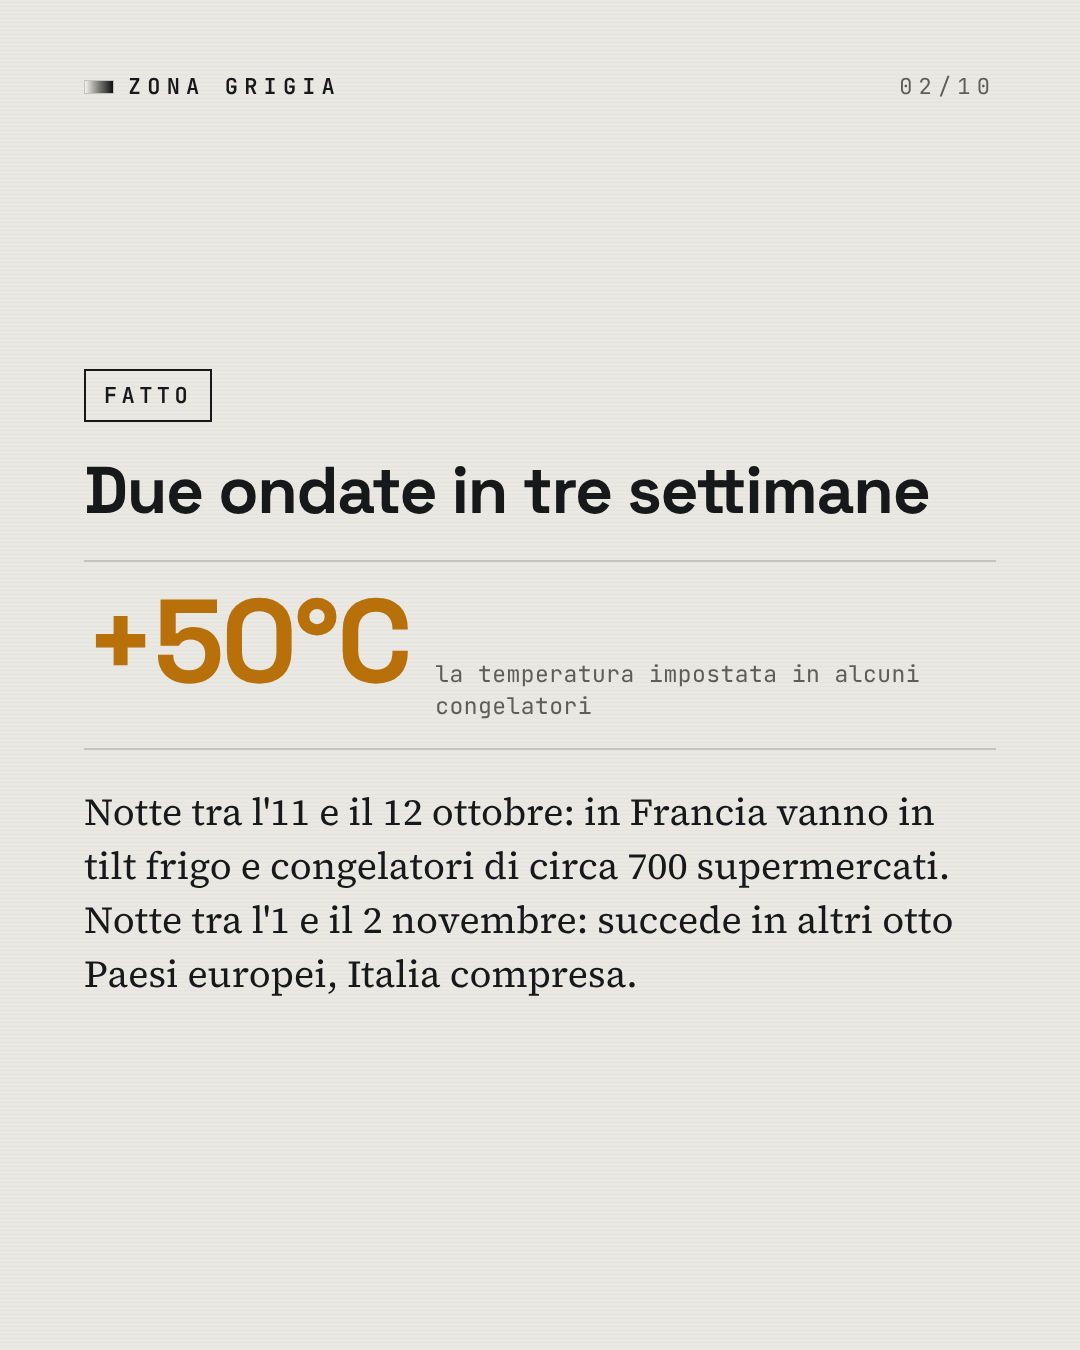 ZONA GRIGIA
02/10
FATTO
Due ondate in tre settimane
+50°C
la temperatura impostata in alcuni
congelatori
Notte tra l'11 e il 12 ottobre: in Francia vanno in
tilt frigo e congelatori di circa 700 supermercati.
Notte tra l'1 e il 2 novembre: succede in altri otto
Paesi europei, Italia compresa.